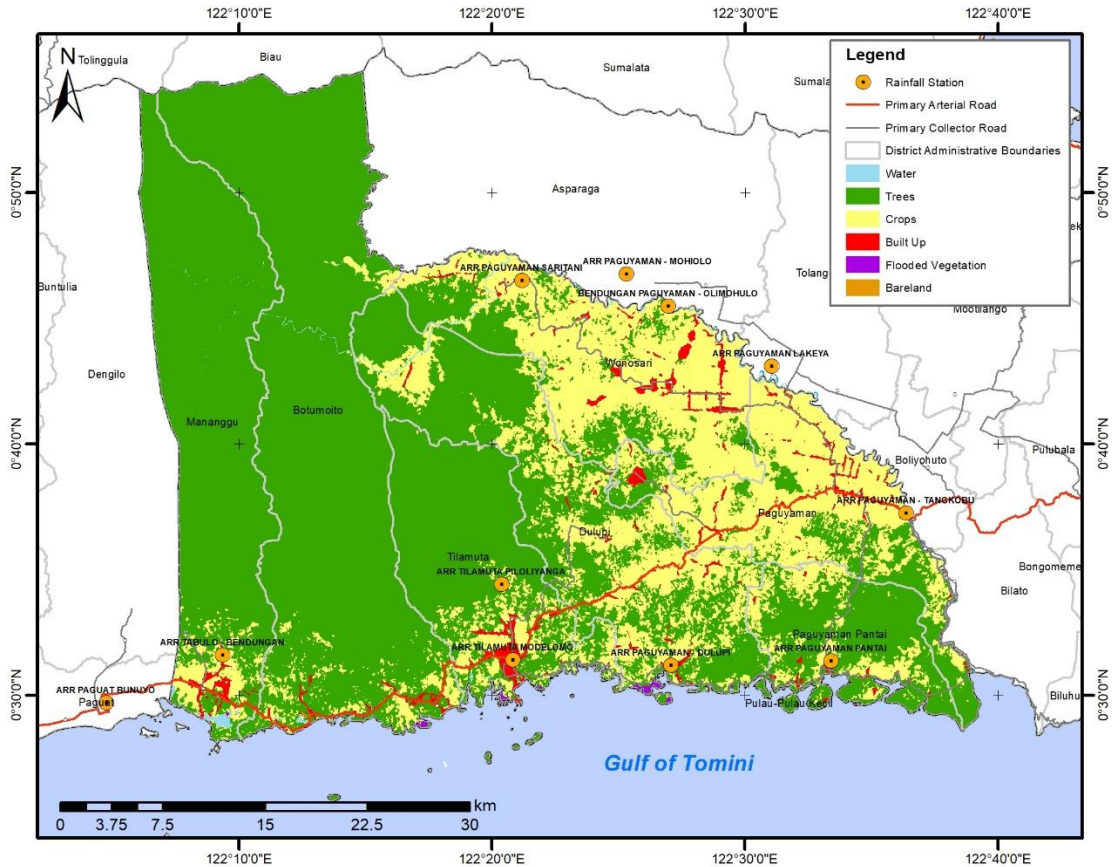 122°10'0"E 122°20'0"E 122°30'0"E 122°40'0"E
Tolinggula
Biau
Sumalata
N
Legend
Rainfall Station
Primary Arterial Road
Primary Collector Road
District Administrative Boundaries
Water
Trees
Crops
Built Up
Flooded Vegetation
Bareland
0°50'0"N
0°50'0"N
Asparaga
ARR PAGUYAMAN - MOHIOLO
ARR PAGUYAMAN SARITANI
Buntulia
BENDUNGAN PAGUYAMAN - OLIMOHULO
Mootilango
ARR PAGUYAMAN LAKEYA
Wonosari
Dengilo
Botumoito
Mananggu
0°40'0"N
0°40'0"N
Boliyohuto
Pulubala
ARR PAGUYAMAN - TANGKOBU
Paguyaman
Dulupi
Tilamuta
Bongomeme
ARR TILAMUTA PILOLIYANGA
Bilato
Paguyaman Pantai
ARR TABULO - BENDUNGAN
ARR TILAMUTA MODELOMO
ARR PAGUYAMAN - DULUPI
ARR PAGUYAMAN PANTAI
ARR PAGUAT BUNUYO
Paguat
0°30'0"N
0°30'0"N
Pulau-Pulau Kecil
Gulf of Tomini
km
0 3.75 7.5 15 22.5 30
122°10'0"E 122°20'0"E 122°30'0"E 122°40'0"E